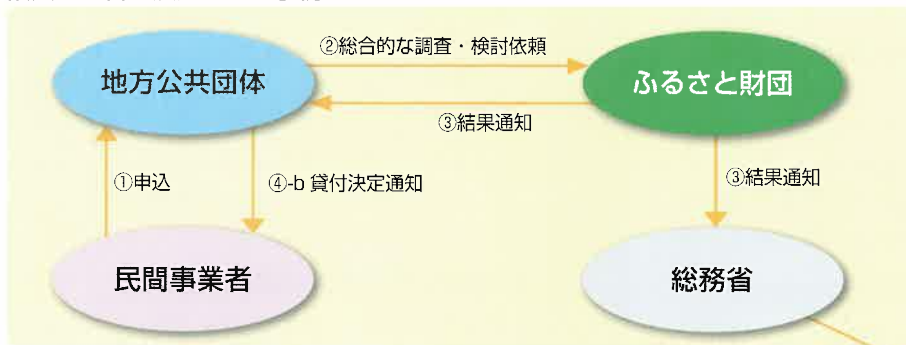 ②総合的な調査・検討依頼
地方公共団体
ふるさと財団
③結果通知
①申込
④-b 貸付決定通知
③結果通知
民間事業者
総務省